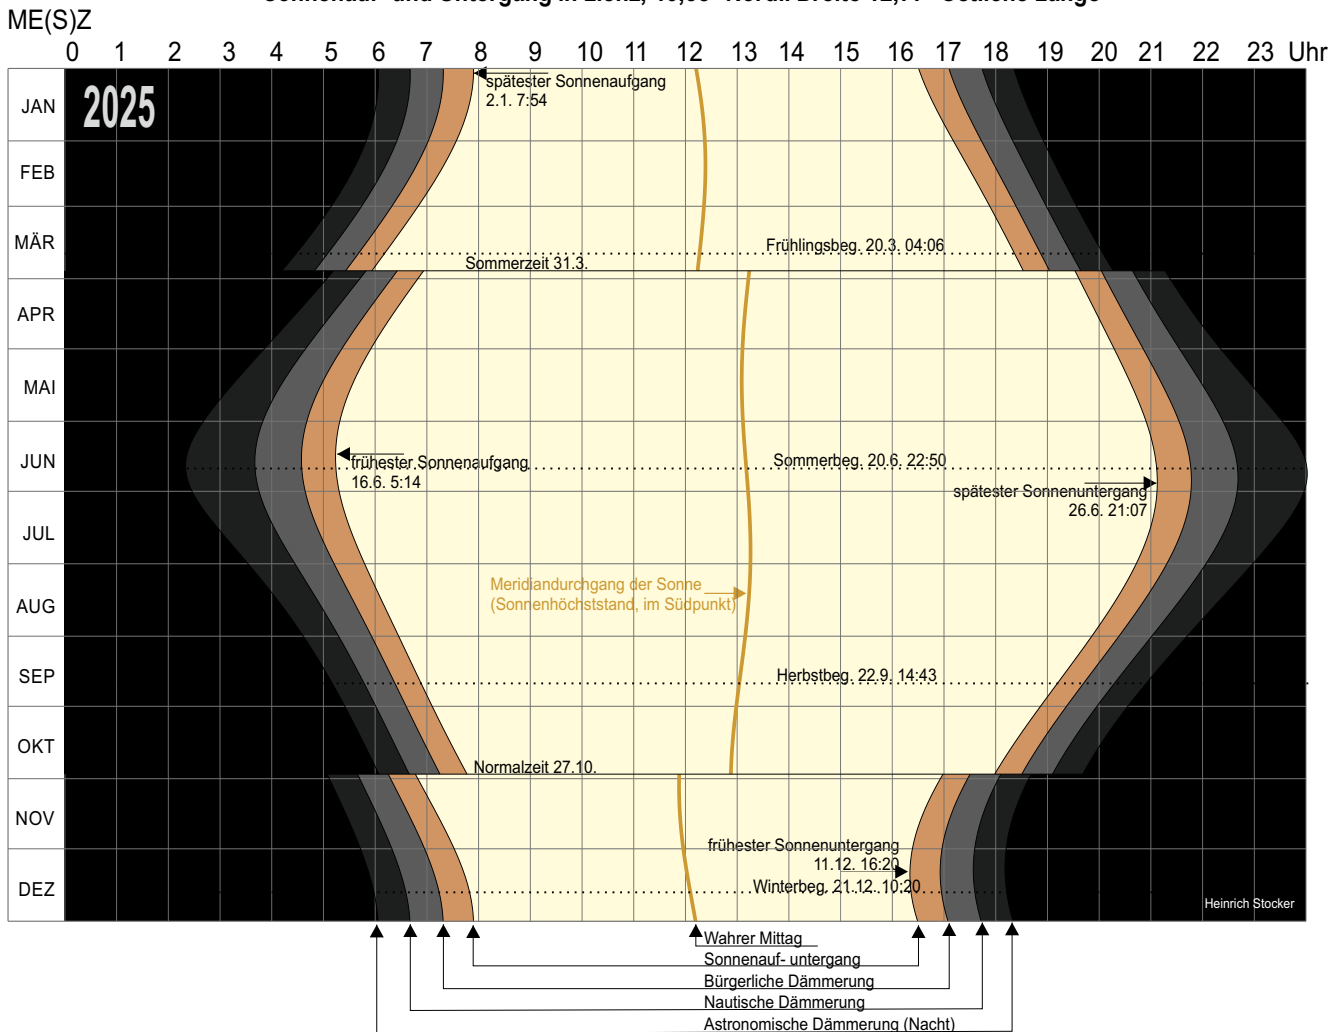 ME(S)Z
0 1 2 3 4 5 6 7 8 9 10 11 12 13 14 15 16 17 18 19 20 21 22 23 Uhr
2025
JAN
FEB
MÄR
APR
MAI
JUN
JUL
AUG
SEP
OKT
NOV
DEZ
spätester Sonnenaufgang
2.1. 7:54
Frühlingsbeg. 20.3. 04:06
Sommerzeit 31.3.
frühester Sonnenaufgang
16.6. 5:14
Sommerbeg. 20.6. 22:50
spätester Sonnenuntergang
26.6. 21:07
Meridiandurchgang der Sonne
(Sonnenhöchststand, im Südpunkt)
Herbstbeg. 22.9. 14:43
Normalzeit 27.10.
frühester Sonnenuntergang
11.12. 16:20
Winterbeg. 21.12. 10:20
Heinrich Stocker
Wahrer Mittag
Sonnenauf- untergang
Bürgerliche Dämmerung
Nautische Dämmerung
Astronomische Dämmerung (Nacht)